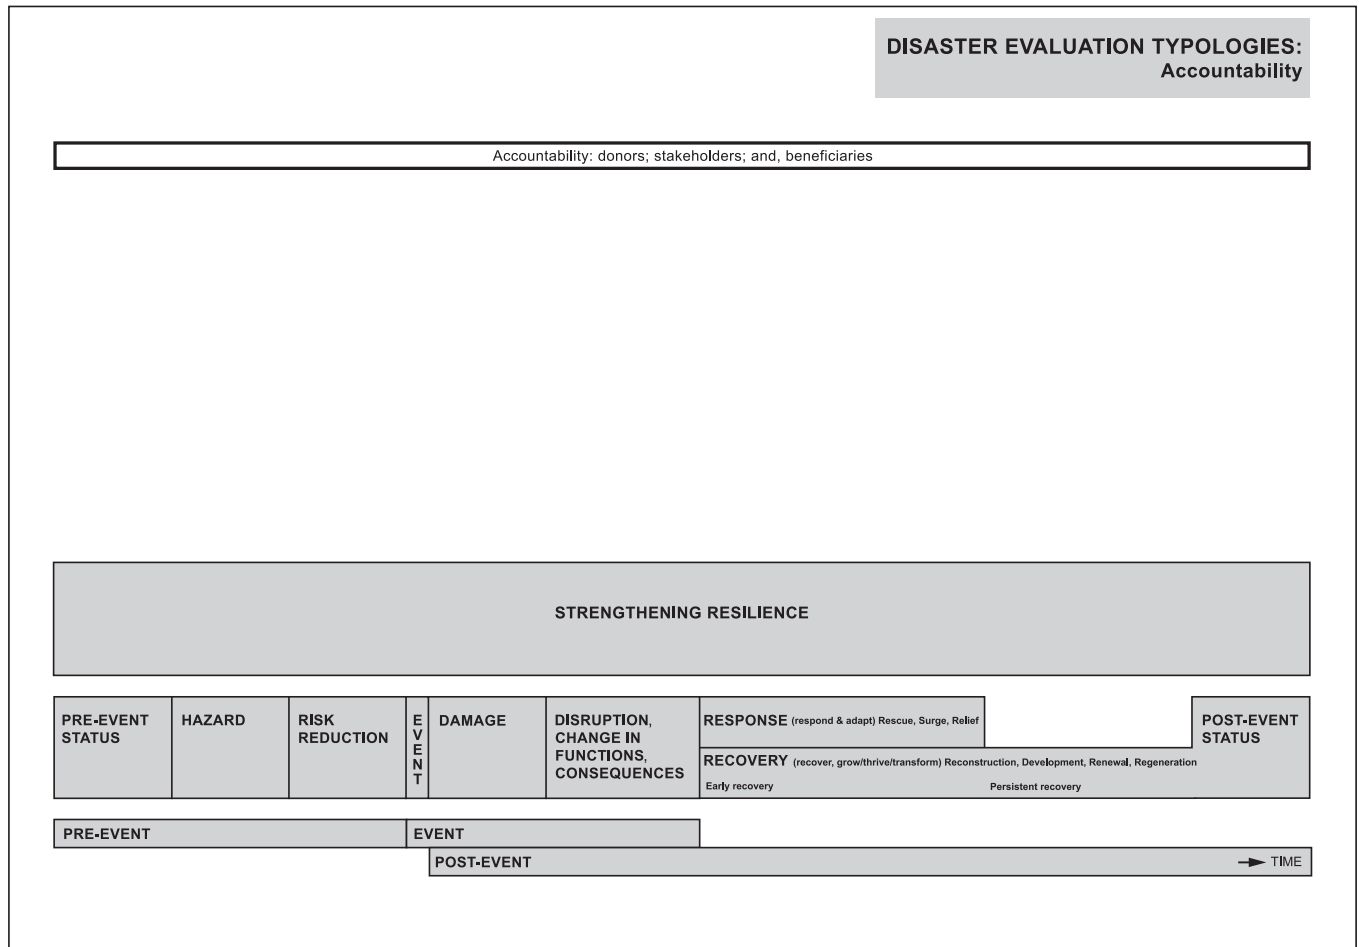 DISASTER EVALUATION TYPOLOGIES:
Accountability
Accountability: donors; stakeholders; and, beneficiaries
STRENGTHENING RESILIENCE
PRE-EVENT
STATUS
HAZARD
RISK
REDUCTION
EVENT
DAMAGE
DISRUPTION,
CHANGE IN
FUNCTIONS,
CONSEQUENCES
RESPONSE (respond & adapt) Rescue, Surge, Relief
RECOVERY (recover, grow/thrive/transform) Reconstruction, Development, Renewal, Regeneration
Early recovery
Persistent recovery
POST-EVENT
STATUS
PRE-EVENT
EVENT
POST-EVENT
TIME